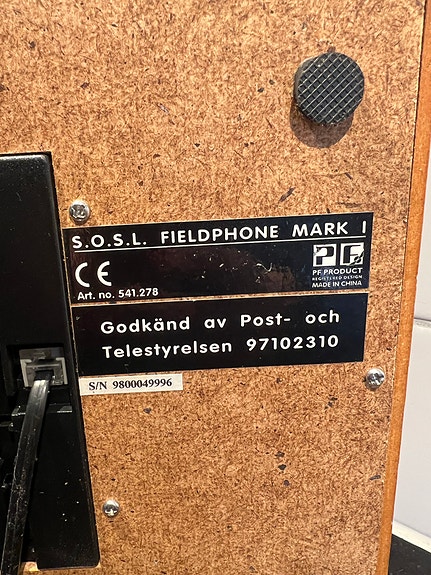 S.O.S.L. FIELDPHONE MARK I
CE
PF
PF PRODUCT
REGISTERED DESIGN
MADE IN CHINA
Art. no. 541.278
Godkänd av Post- och
Telestyrelsen 97102310
S/N 9800049996